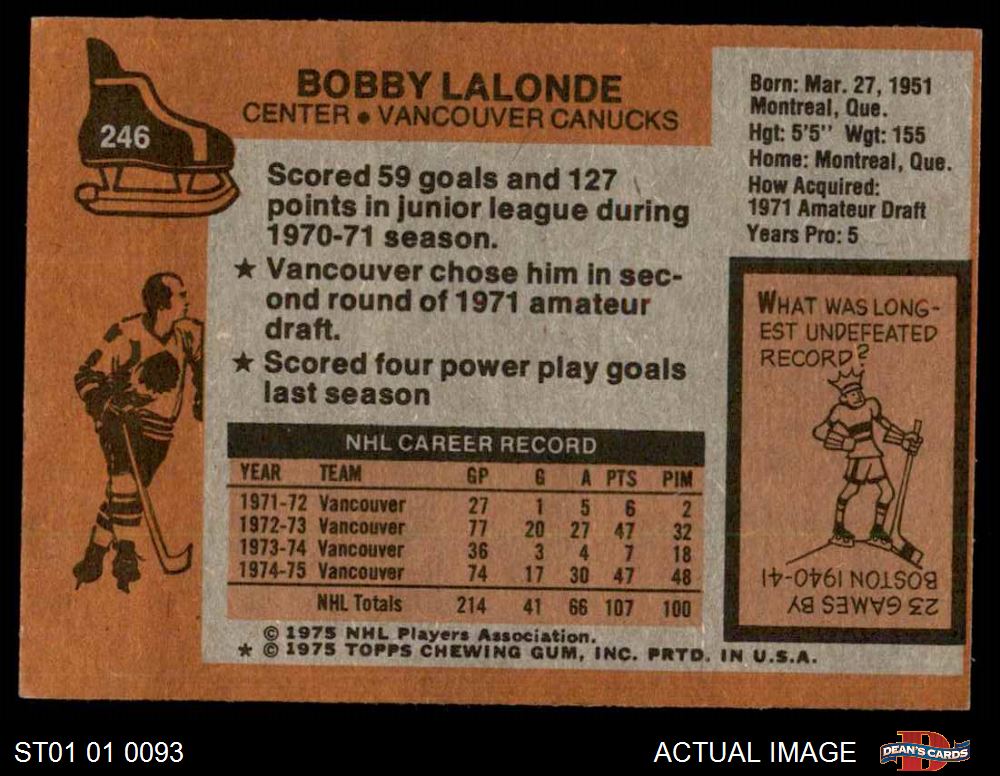 246
BOBBY LALONDE
CENTER ● VANCOUVER CANUCKS
Scored 59 goals and 127
points in junior league during
1970-71 season.
★ Vancouver chose him in sec-
ond round of 1971 amateur
draft.
★ Scored four power play goals
last season
NHL CAREER RECORD
YEAR TEAM GP G A PTS PIM
1971-72 Vancouver 27 1 5 6 2
1972-73 Vancouver 77 20 27 47 32
1973-74 Vancouver 36 3 4 7 18
1974-75 Vancouver 74 17 30 47 48
NHL Totals 214 41 66 107 100
© 1975 NHL Players Association.
★ © 1975 TOPPS CHEWING GUM, INC. PRTD. IN U.S.A.
Born: Mar. 27, 1951
Montreal, Que.
Hgt: 5'5" Wgt: 155
Home: Montreal, Que.
How Acquired:
1971 Amateur Draft
Years Pro: 5
WHAT WAS LONG-
EST UNDEFEATED
RECORD?
23 GAMES BY
BOSTON 1940-41
ST01 01 0093
ACTUAL IMAGE
D
DEAN'S CARDS